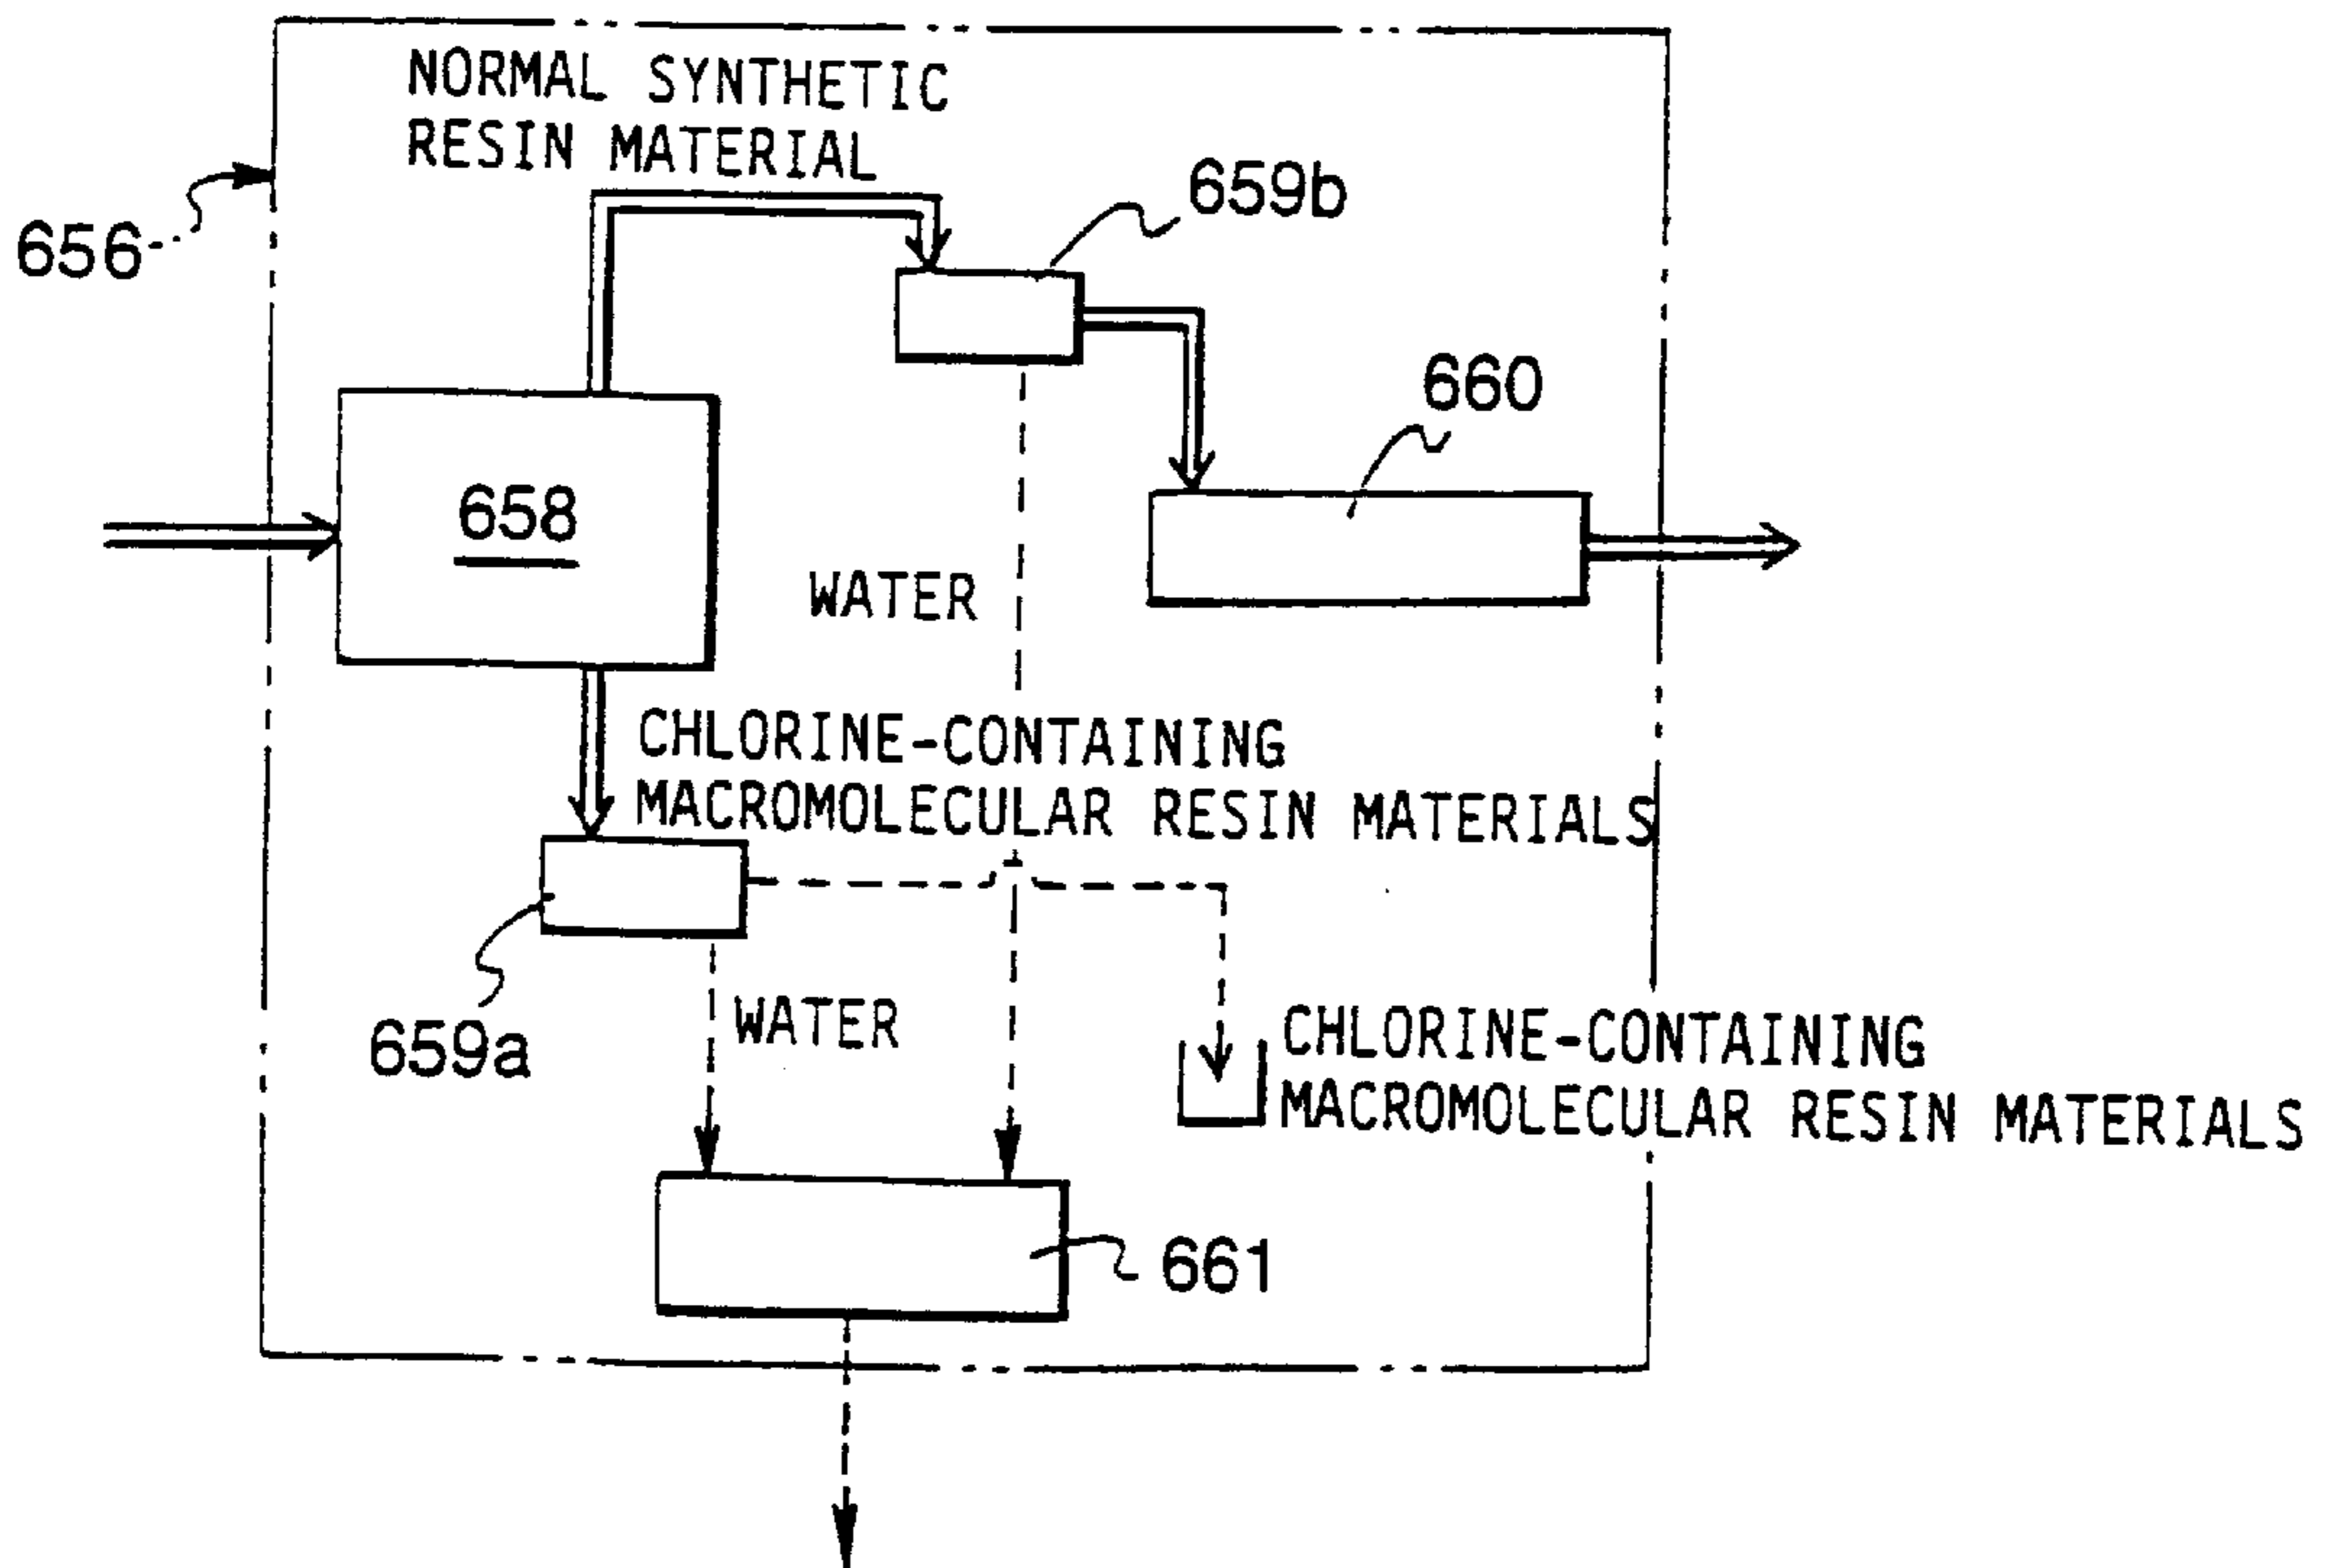 NORMAL SYNTHETIC
RESIN MATERIAL
659b
656
660
658
WATER
CHLORINE-CONTAINING
MACROMOLECULAR RESIN MATERIALS
WATER
659a
CHLORINE-CONTAINING
MACROMOLECULAR RESIN MATERIALS
661